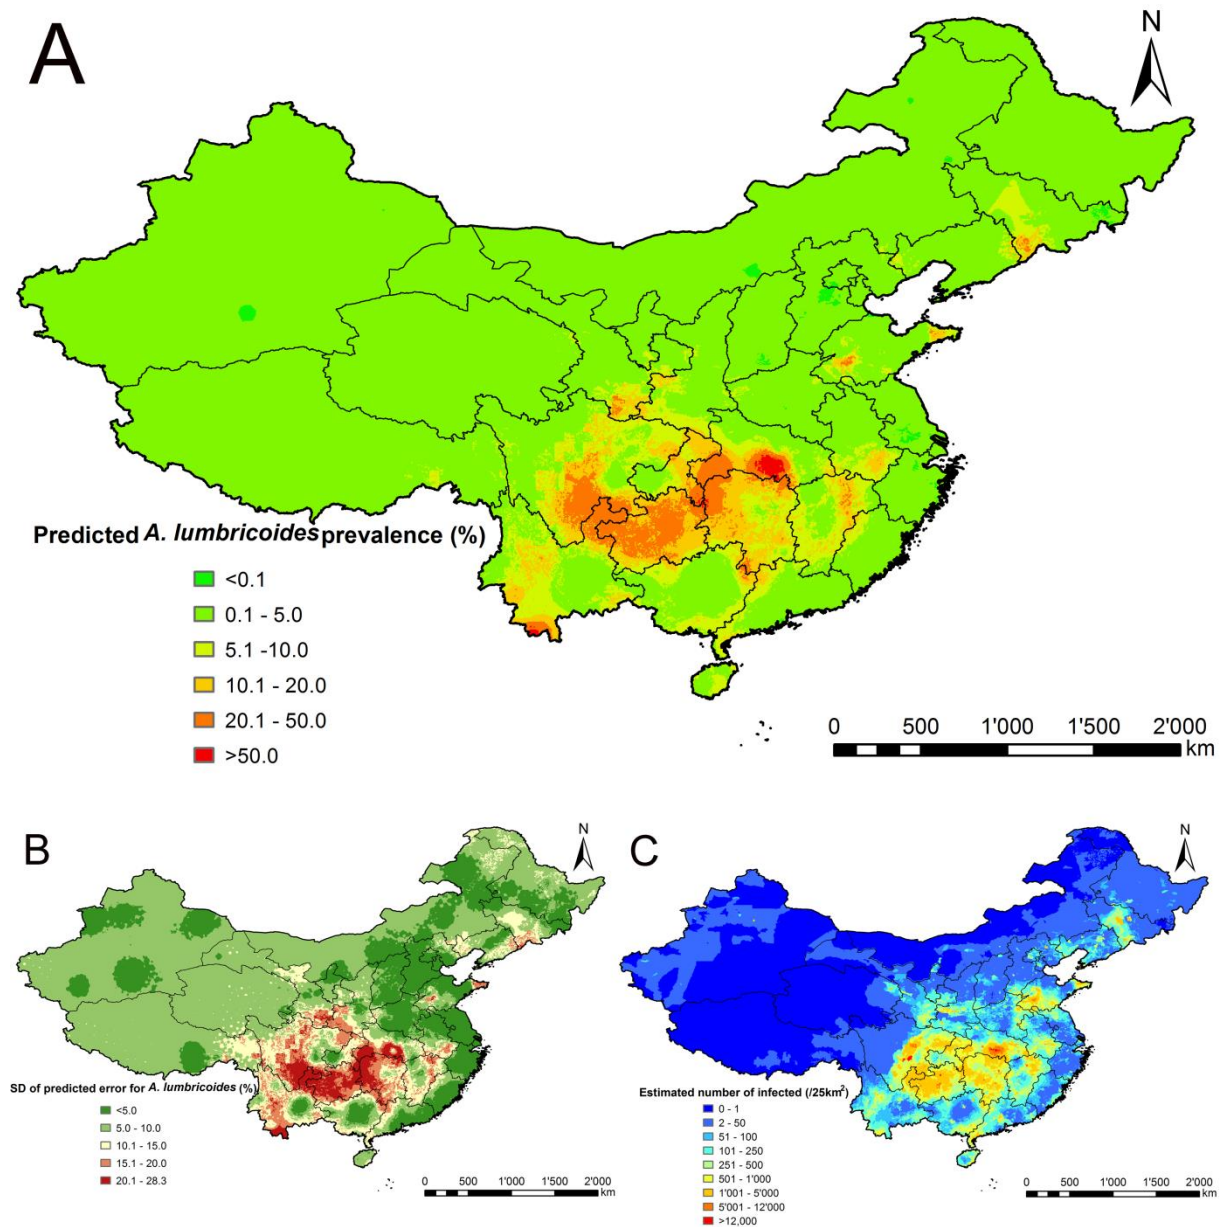 A
N
Predicted A. lumbricoides prevalence (%)
<0.1
0.1 - 5.0
5.1 -10.0
10.1 - 20.0
20.1 - 50.0
>50.0
0 500 1'000 1'500 2'000
km
B
N
SD of predicted error for A. lumbricoides (%)
<5.0
5.0 - 10.0
10.1 - 15.0
15.1 - 20.0
20.1 - 28.3
0 500 1'000 1'500 2'000
km
C
N
Estimated number of infected (/25km²)
0 - 1
2 - 50
51 - 100
101 - 250
251 - 500
501 - 1'000
1'001 - 5'000
5'001 - 12'000
>12,000
0 500 1'000 1'500 2'000
km